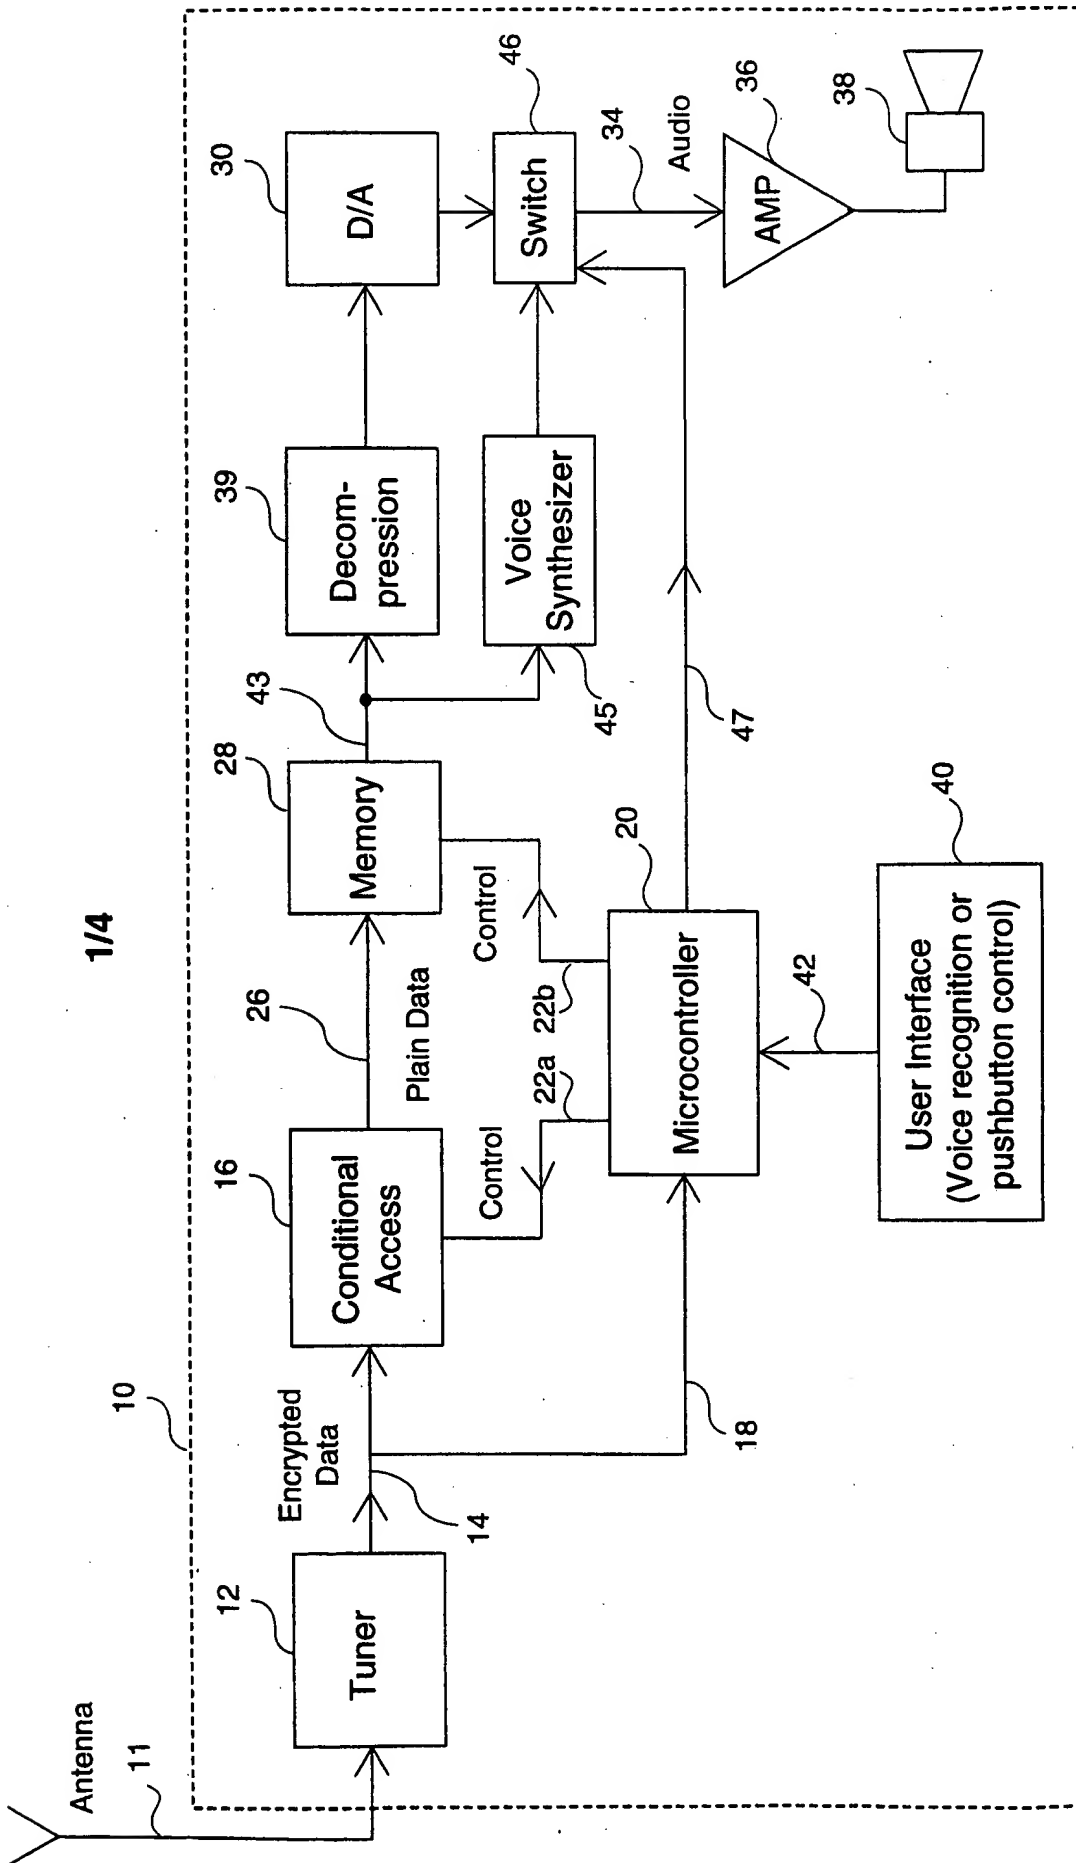 1/4
Antenna
11
10
12
Tuner
Encrypted
Data
14
16
Conditional
Access
26
Plain Data
28
Memory
43
39
Decom-
pression
30
D/A
18
Control
22a
Control
22b
20
Microcontroller
42
40
User Interface
(Voice recognition or
pushbutton control)
47
45
Voice
Synthesizer
46
Switch
34
Audio
36
AMP
38